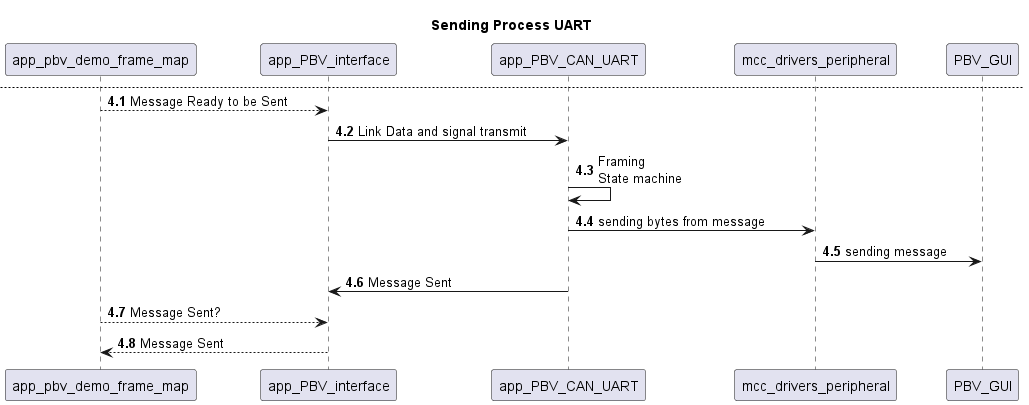 Sending Process UART
app_pbv_demo_frame_map
app_PBV_interface
app_PBV_CAN_UART
mcc_drivers_peripheral
PBV_GUI
4.1 Message Ready to be Sent
4.2 Link Data and signal transmit
4.3 Framing
State machine
4.4 sending bytes from message
4.5 sending message
4.6 Message Sent
4.7 Message Sent?
4.8 Message Sent
app_pbv_demo_frame_map
app_PBV_interface
app_PBV_CAN_UART
mcc_drivers_peripheral
PBV_GUI